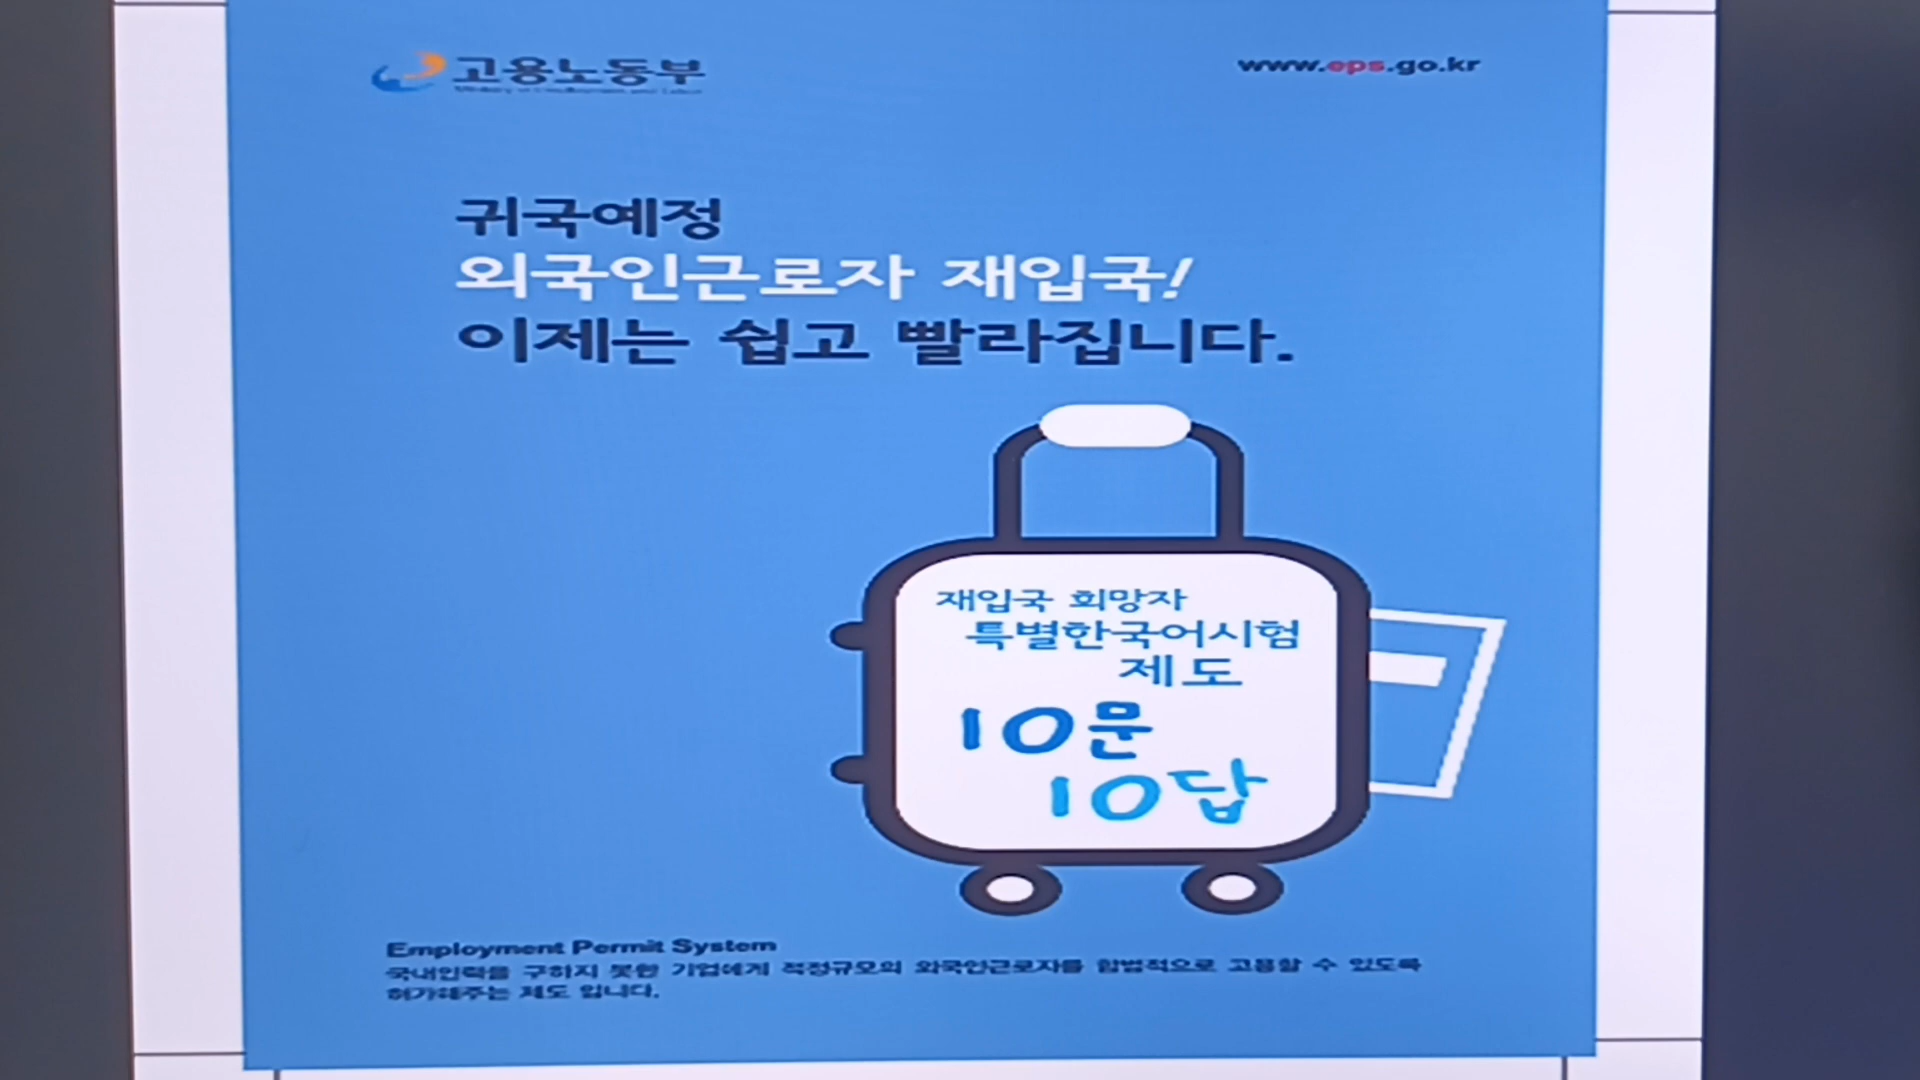 고용노동부
Ministry of Employment and Labor
www.eps.go.kr
귀국예정
외국인근로자 재입국!
이제는 쉽고 빨라집니다.
재입국 희망자
특별한국어시험
제도
10문
10답
Employment Permit System
국내인력을 구하지 못한 기업에게 적정규모의 외국인근로자를 합법적으로 고용할 수 있도록
허가해주는 제도 입니다.